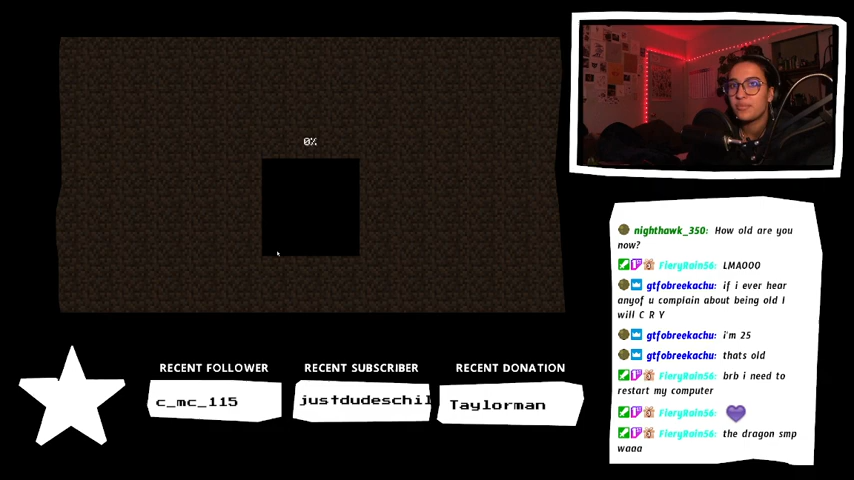 0%
nighthawk_350: How old are you
now?
FieryRain56: LMAOOO
gtfobreekachu: if i ever hear
anyof u complain about being old I
will C R Y
gtfobreekachu: i'm 25
gtfobreekachu: thats old
FieryRain56: brb i need to
restart my computer
FieryRain56:
FieryRain56: the dragon smp
waaa
RECENT FOLLOWER
c_mc_115
RECENT SUBSCRIBER
justdudeschil
RECENT DONATION
Taylorman